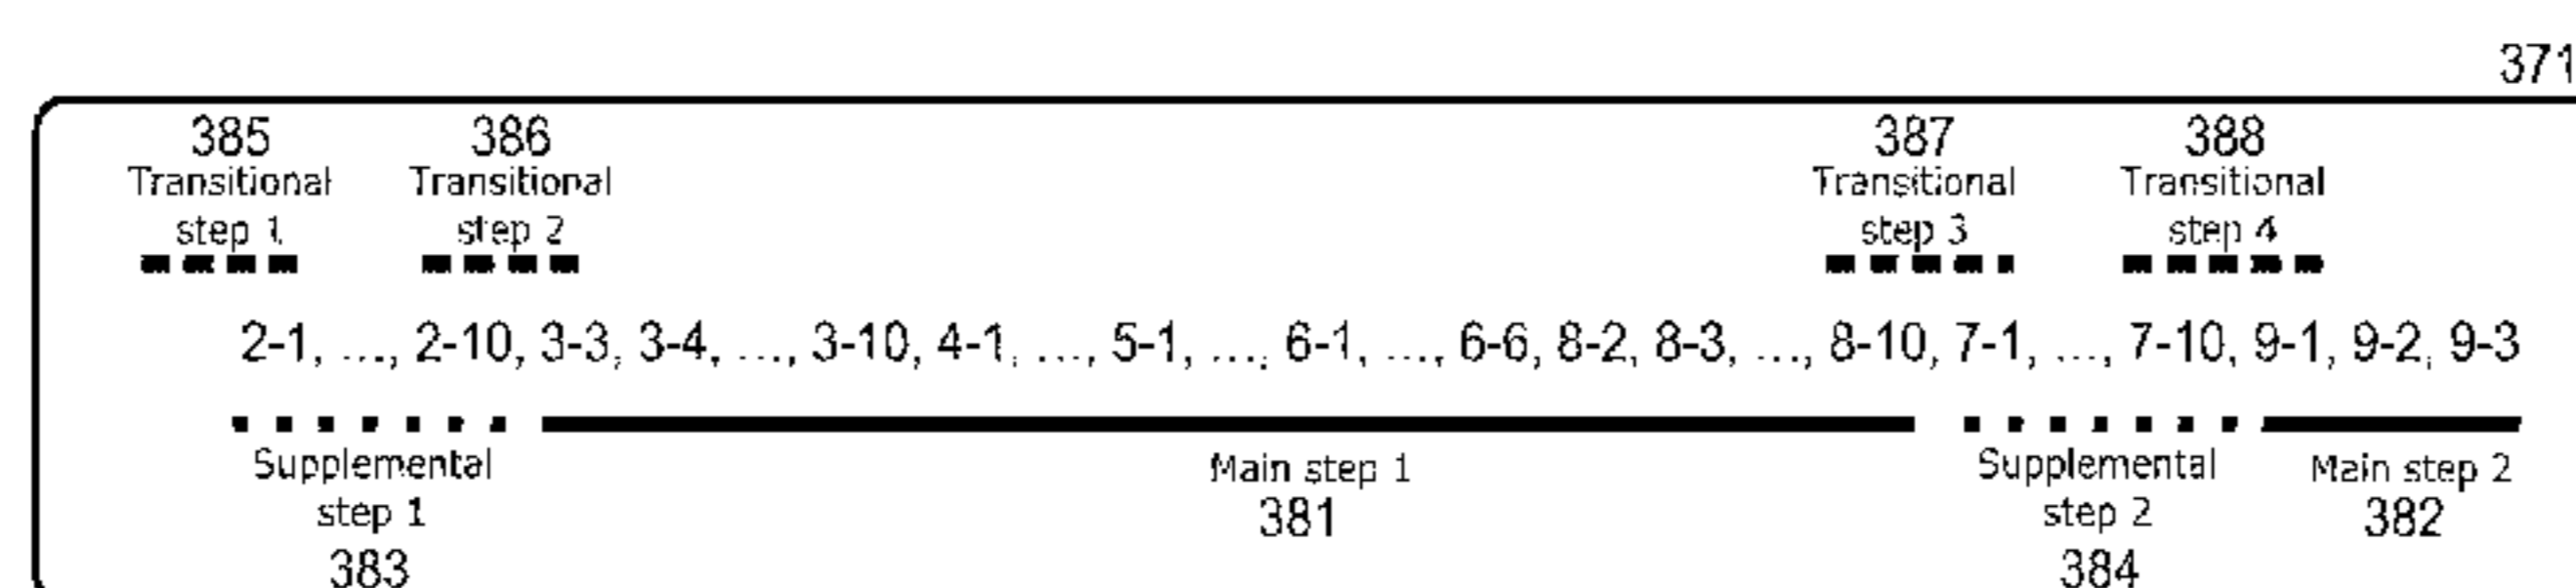 371
385 386 387 388
Transitional Transitional Transitional Transitional
step 1 step 2 step 3 step 4
2-1, ..., 2-10, 3-3, 3-4, ..., 3-10, 4-1, ..., 5-1, ..., 6-1, ..., 6-6, 8-2, 8-3, ..., 8-10, 7-1, ..., 7-10, 9-1, 9-2, 9-3
Supplemental Main step 1 Supplemental Main step 2
step 1 381 step 2 382
383 384